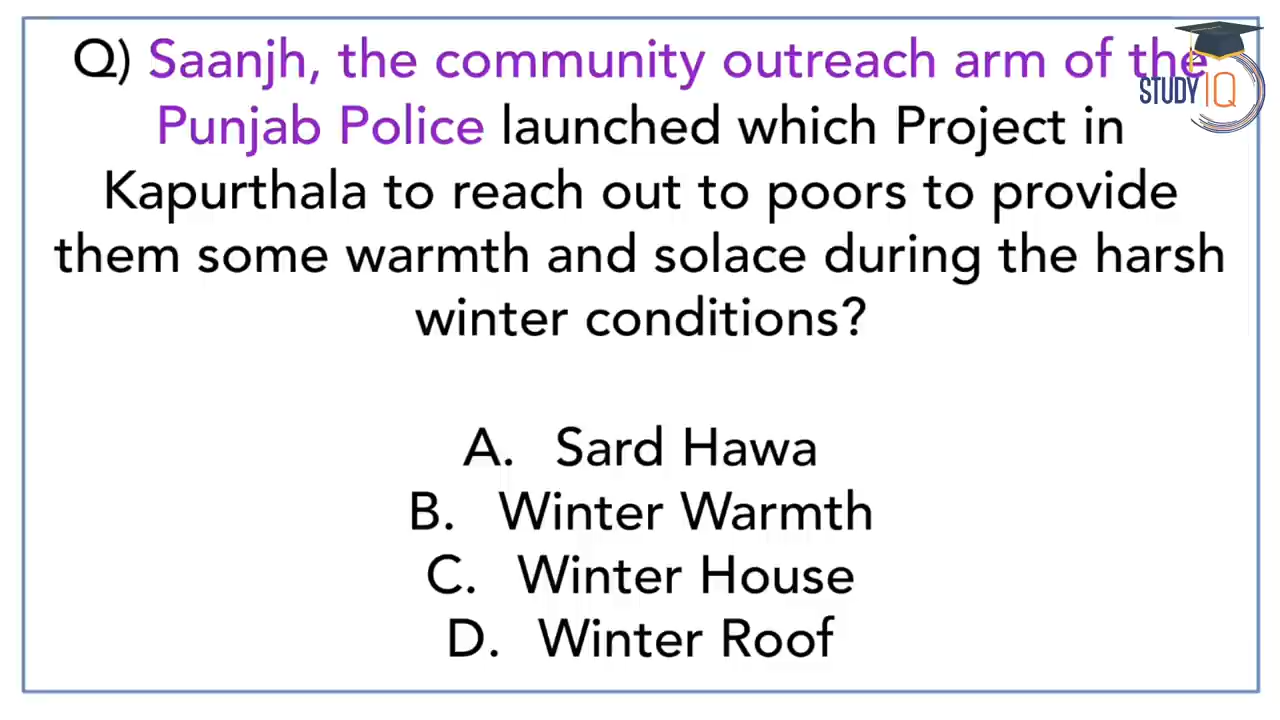 Q) Saanjh, the community outreach arm of the
Punjab Police launched which Project in
Kapurthala to reach out to poors to provide
them some warmth and solace during the harsh
winter conditions?
A. Sard Hawa
B. Winter Warmth
C. Winter House
D. Winter Roof
STUDY IQ